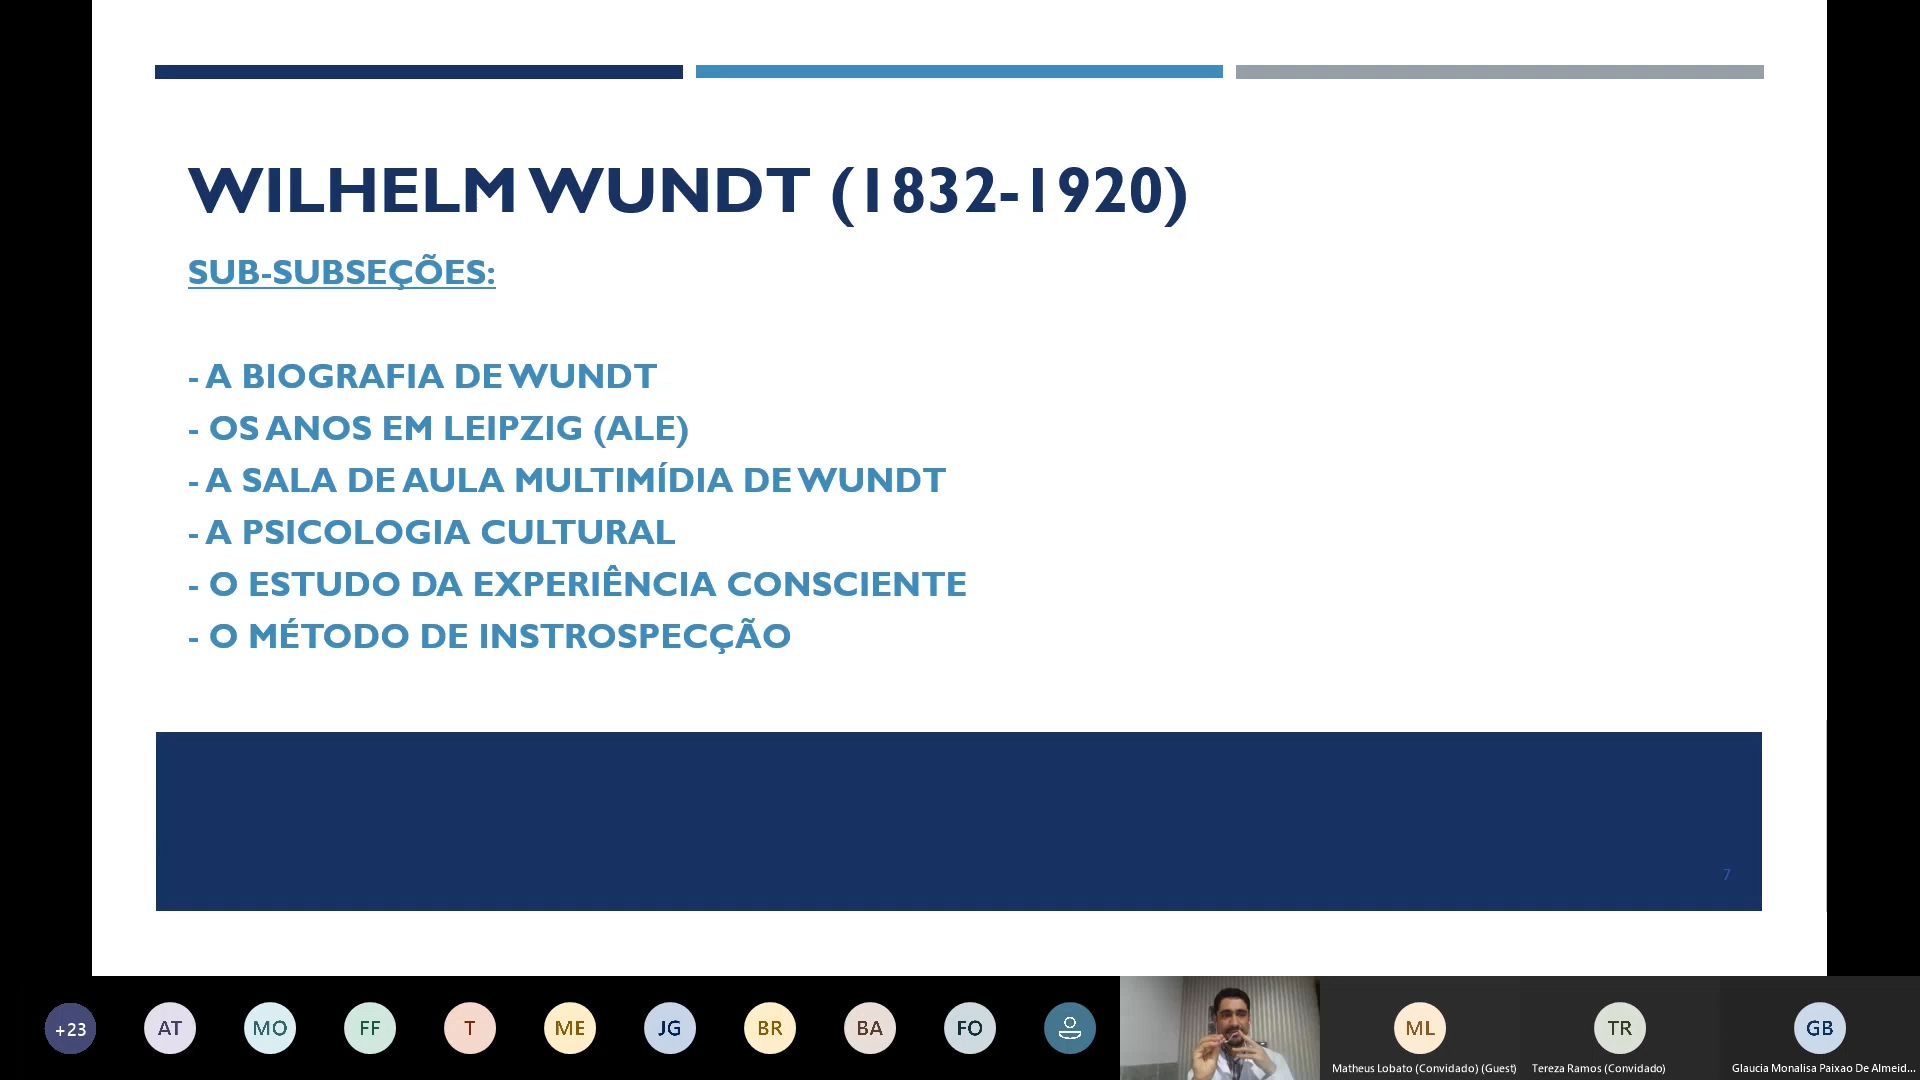 WILHELM WUNDT (1832-1920)
SUB-SUBSEÇÕES:
- A BIOGRAFIA DE WUNDT
- OS ANOS EM LEIPZIG (ALE)
- A SALA DE AULA MULTIMÍDIA DE WUNDT
- A PSICOLOGIA CULTURAL
- O ESTUDO DA EXPERIÊNCIA CONSCIENTE
- O MÉTODO DE INSTROSPECÇÃO
7
+23 AT MO FF T ME JG BR BA FO ML TR GB
Matheus Lobato (Convidado) (Guest) Tereza Ramos (Convidado) Glaucia Monalisa Paixao De Almeid...